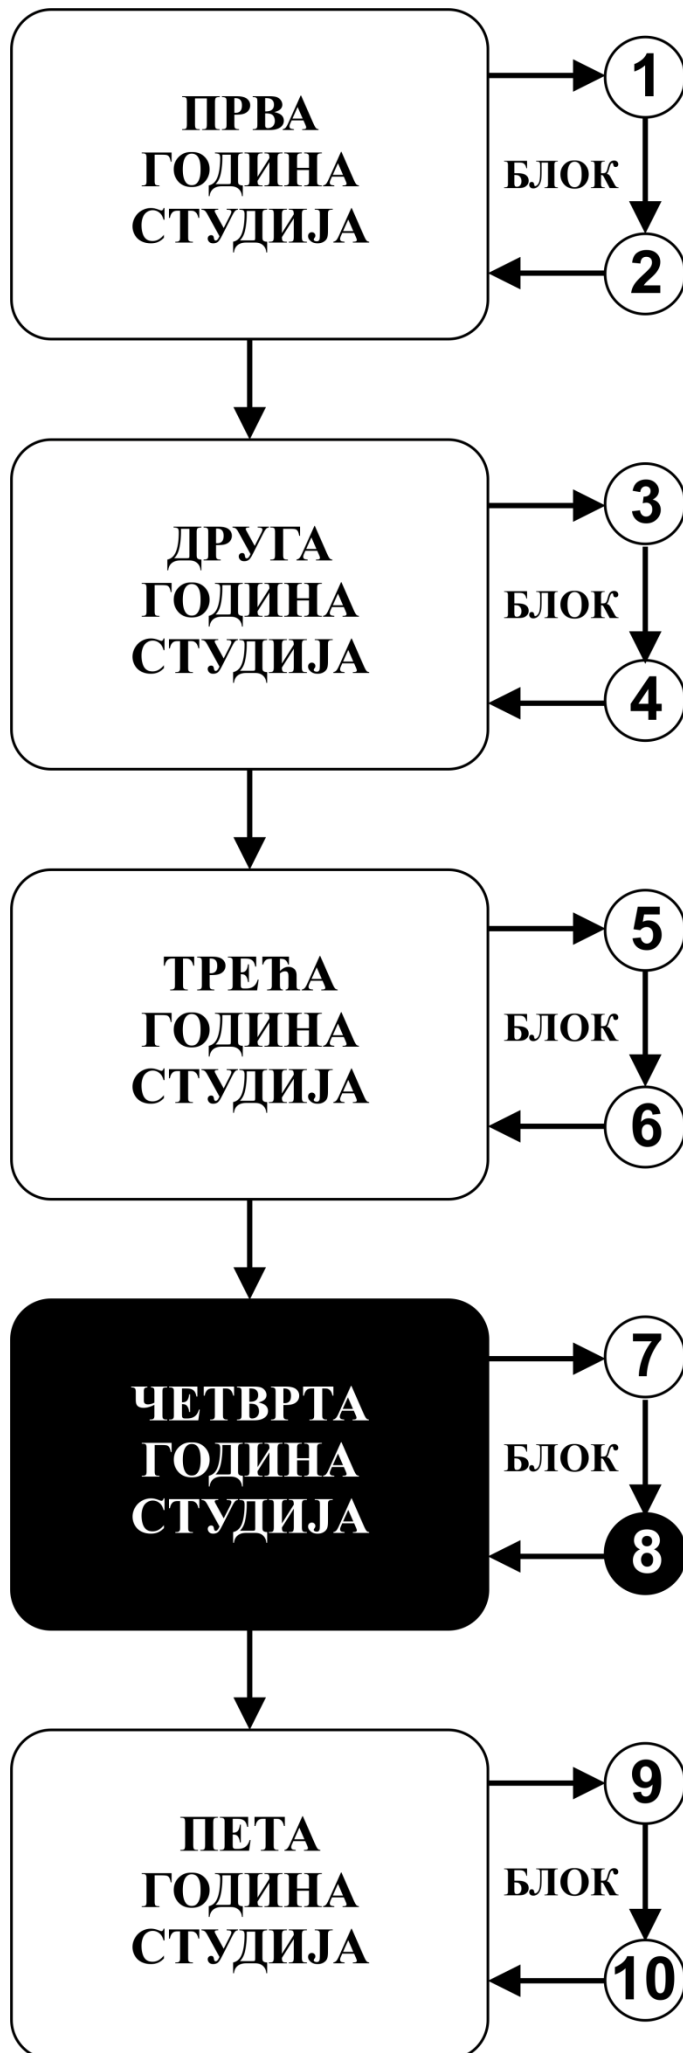 ПРВА
ГОДИНА
СТУДИЈА
1
БЛОК
2
ДРУГА
ГОДИНА
СТУДИЈА
3
БЛОК
4
ТРЕЋА
ГОДИНА
СТУДИЈА
5
БЛОК
6
ЧЕТВРТА
ГОДИНА
СТУДИЈА
7
БЛОК
8
ПЕТА
ГОДИНА
СТУДИЈА
9
БЛОК
10